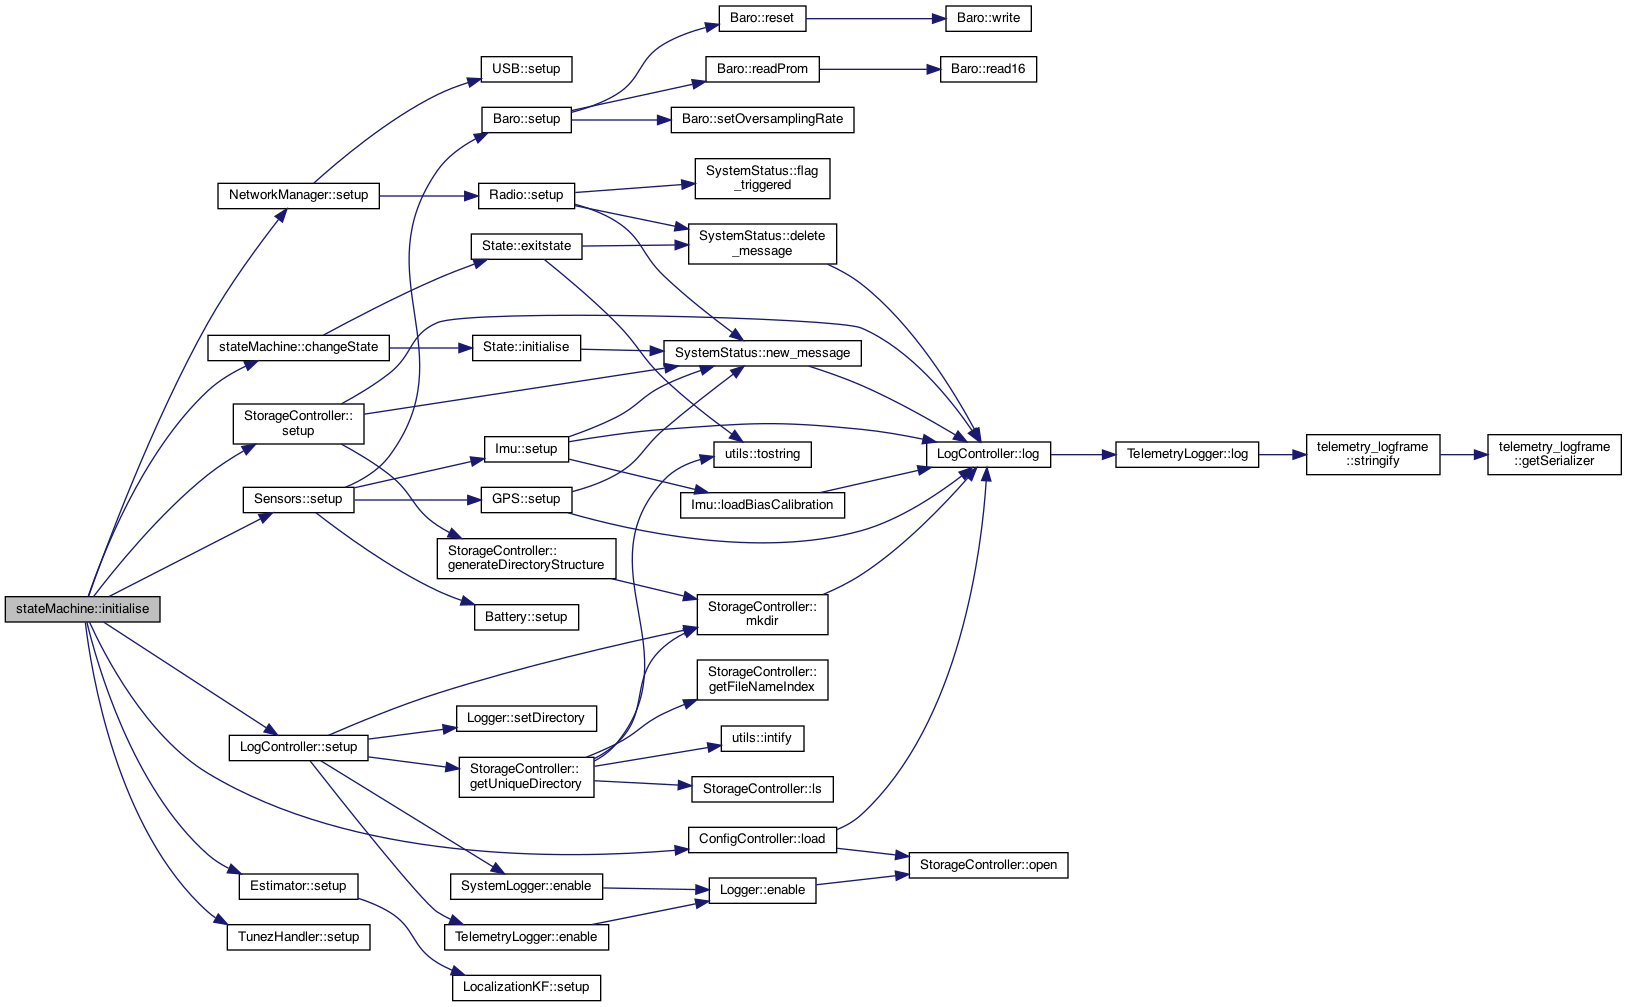 Baro::reset
Baro::write
USB::setup
Baro::readProm
Baro::read16
Baro::setup
Baro::setOversamplingRate
SystemStatus::flag
_triggered
NetworkManager::setup
Radio::setup
SystemStatus::delete
_message
State::exitstate
stateMachine::changeState
State::initialise
SystemStatus::new_message
StorageController::
setup
Imu::setup
utils::tostring
LogController::log
TelemetryLogger::log
telemetry_logframe
::stringify
telemetry_logframe
::getSerializer
Sensors::setup
GPS::setup
Imu::loadBiasCalibration
StorageController::
generateDirectoryStructure
stateMachine::initialise
Battery::setup
StorageController::
mkdir
StorageController::
getFileNameIndex
Logger::setDirectory
LogController::setup
utils::intify
StorageController::
getUniqueDirectory
StorageController::ls
ConfigController::load
StorageController::open
Estimator::setup
SystemLogger::enable
Logger::enable
TunezHandler::setup
TelemetryLogger::enable
LocalizationKF::setup